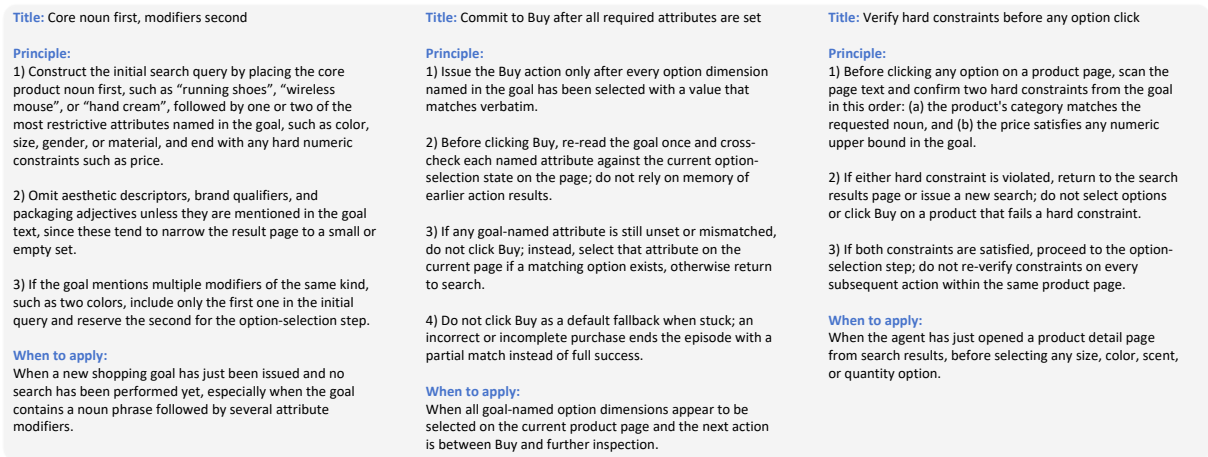 Title: Core noun first, modifiers second
Principle:
1) Construct the initial search query by placing the core
product noun first, such as “running shoes”, “wireless
mouse”, or “hand cream”, followed by one or two of the
most restrictive attributes named in the goal, such as color,
size, gender, or material, and end with any hard numeric
constraints such as price.
2) Omit aesthetic descriptors, brand qualifiers, and
packaging adjectives unless they are mentioned in the goal
text, since these tend to narrow the result page to a small or
empty set.
3) If the goal mentions multiple modifiers of the same kind,
such as two colors, include only the first one in the initial
query and reserve the second for the option-selection step.
When to apply:
When a new shopping goal has just been issued and no
search has been performed yet, especially when the goal
contains a noun phrase followed by several attribute
modifiers.
Title: Commit to Buy after all required attributes are set
Principle:
1) Issue the Buy action only after every option dimension
named in the goal has been selected with a value that
matches verbatim.
2) Before clicking Buy, re-read the goal once and cross-
check each named attribute against the current option-
selection state on the page; do not rely on memory of
earlier action results.
3) If any goal-named attribute is still unset or mismatched,
do not click Buy; instead, select that attribute on the
current page if a matching option exists, otherwise return
to search.
4) Do not click Buy as a default fallback when stuck; an
incorrect or incomplete purchase ends the episode with a
partial match instead of full success.
When to apply:
When all goal-named option dimensions appear to be
selected on the current product page and the next action
is between Buy and further inspection.
Title: Verify hard constraints before any option click
Principle:
1) Before clicking any option on a product page, scan the
page text and confirm two hard constraints from the goal
in this order: (a) the product's category matches the
requested noun, and (b) the price satisfies any numeric
upper bound in the goal.
2) If either hard constraint is violated, return to the search
results page or issue a new search; do not select options
or click Buy on a product that fails a hard constraint.
3) If both constraints are satisfied, proceed to the option-
selection step; do not re-verify constraints on every
subsequent action within the same product page.
When to apply:
When the agent has just opened a product detail page
from search results, before selecting any size, color, scent,
or quantity option.